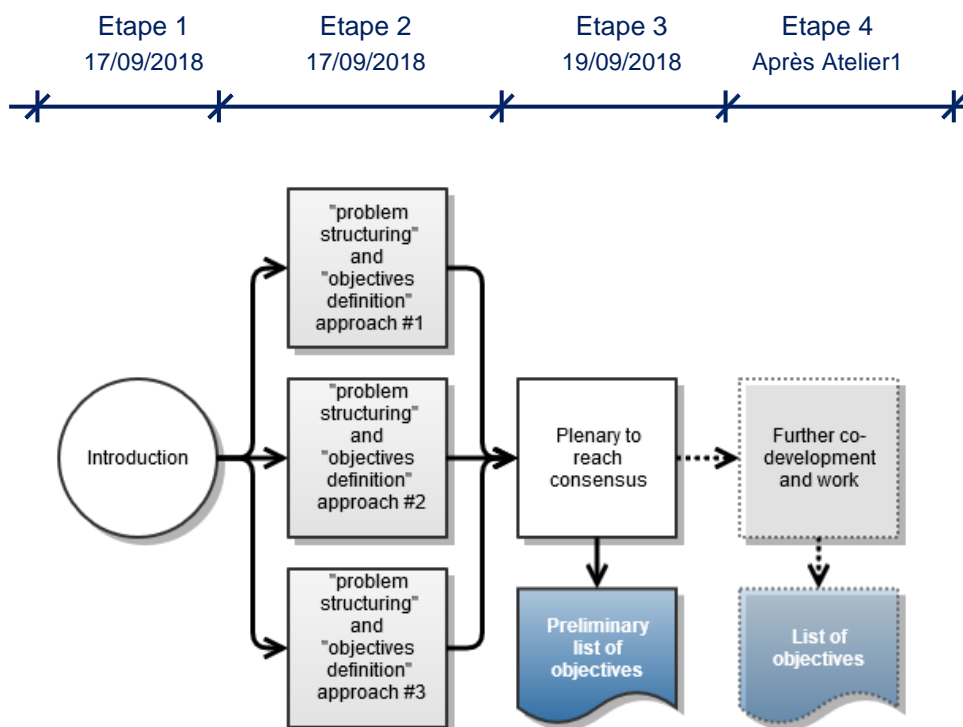 Etape 1
17/09/2018
Etape 2
17/09/2018
Etape 3
19/09/2018
Etape 4
Après Atelier1
"problem
structuring"
and
"objectives
definition"
approach #1
Introduction
"problem
structuring"
and
"objectives
definition"
approach #2
Plenary to
reach
consensus
Further co-
development
and work
"problem
structuring"
and
"objectives
definition"
approach #3
Preliminary
list of
objectives
List of
objectives